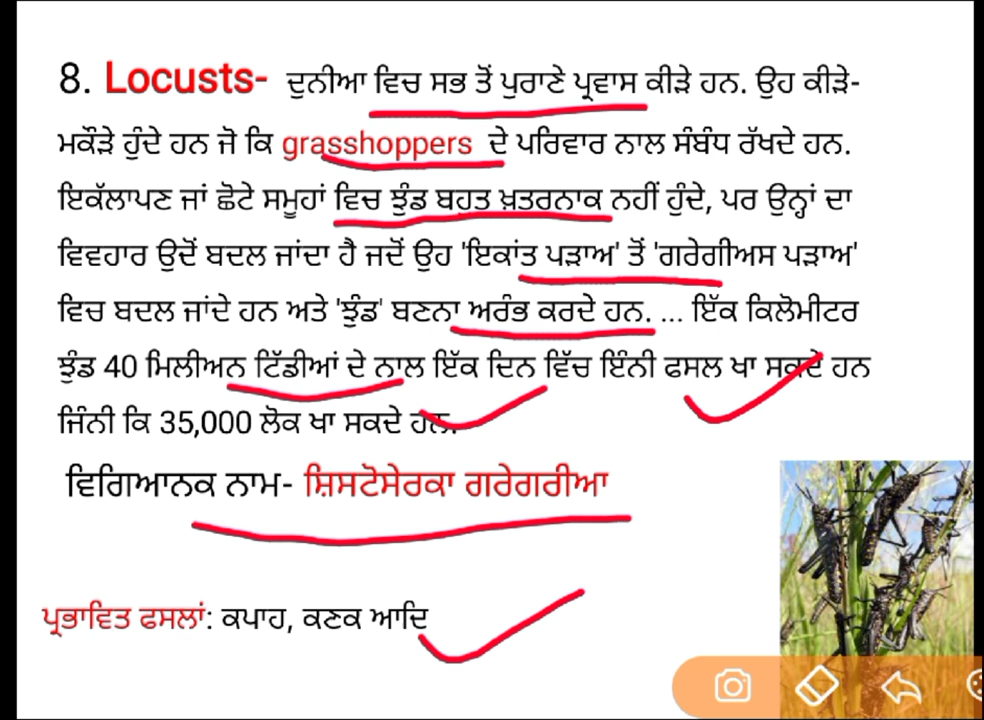 8. Locusts- ਦੁਨੀਆ ਵਿਚ ਸਭ ਤੋਂ ਪੁਰਾਣੇ ਪ੍ਰਵਾਸ ਕੀੜੇ ਹਨ. ਉਹ ਕੀੜੇ-
ਮਕੌੜੇ ਹੁੰਦੇ ਹਨ ਜੋ ਕਿ grasshoppers ਦੇ ਪਰਿਵਾਰ ਨਾਲ ਸੰਬੰਧ ਰੱਖਦੇ ਹਨ.
ਇਕੱਲਾਪਣ ਜਾਂ ਛੋਟੇ ਸਮੂਹਾਂ ਵਿਚ ਝੁੰਡ ਬਹੁਤ ਖ਼ਤਰਨਾਕ ਨਹੀਂ ਹੁੰਦੇ, ਪਰ ਉਨ੍ਹਾਂ ਦਾ
ਵਿਵਹਾਰ ਉਦੋਂ ਬਦਲ ਜਾਂਦਾ ਹੈ ਜਦੋਂ ਉਹ 'ਇਕਾਂਤ ਪੜਾਅ' ਤੋਂ 'ਗਰੇਗੀਅਸ ਪੜਾਅ'
ਵਿਚ ਬਦਲ ਜਾਂਦੇ ਹਨ ਅਤੇ 'ਝੁੰਡ' ਬਣਨਾ ਅਰੰਭ ਕਰਦੇ ਹਨ. ... ਇੱਕ ਕਿਲੋਮੀਟਰ
ਝੁੰਡ 40 ਮਿਲੀਅਨ ਟਿੱਡੀਆਂ ਦੇ ਨਾਲ ਇੱਕ ਦਿਨ ਵਿੱਚ ਇੰਨੀ ਫਸਲ ਖਾ ਸਕਦੇ ਹਨ
ਜਿੰਨੀ ਕਿ 35,000 ਲੋਕ ਖਾ ਸਕਦੇ ਹਨ.
ਵਿਗਿਆਨਕ ਨਾਮ- ਸ਼ਿਸਟੋਸੇਰਕਾ ਗਰੇਗਰੀਆ
ਪ੍ਰਭਾਵਿਤ ਫਸਲਾਂ: ਕਪਾਹ, ਕਣਕ ਆਦਿ